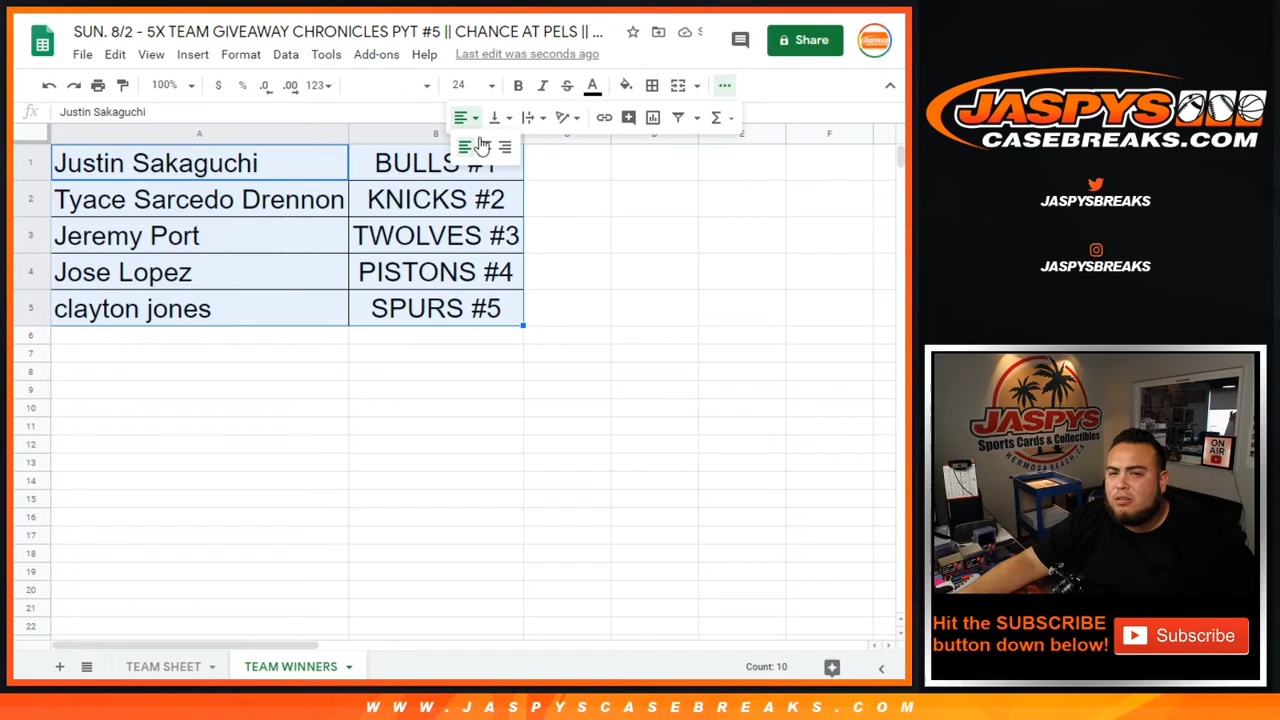 SUN. 8/2 - 5X TEAM GIVEAWAY CHRONICLES PYT #5 || CHANCE AT PELS || ...
S
Share
File Edit View Insert Format Data Tools Add-ons Help Last edit was seconds ago
100% $ % .0 .00 123 24 B I A
fx Justin Sakaguchi
A B C D E F
1 Justin Sakaguchi BULLS #1
2 Tyace Sarcedo Drennon KNICKS #2
3 Jeremy Port TWOLVES #3
4 Jose Lopez PISTONS #4
5 clayton jones SPURS #5
6
7
8
9
10
11
12
13
14
15
16
17
18
19
20
21
22
TEAM SHEET TEAM WINNERS Count: 10
JASPYS
CASEBREAKS.COM
JASPYSBREAKS
JASPYSBREAKS
JASPYS
Sports Cards & Collectibles
HERMOSA BEACH, CA
ON AIR
Hit the SUBSCRIBE
button down below!
Subscribe
WWW.JASPYSCASEBREAKS.COM